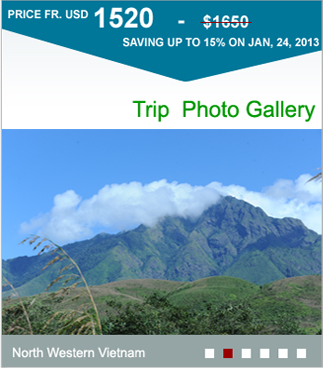 PRICE FR. USD 1520 - $1650
SAVING UP TO 15% ON JAN, 24, 2013
Trip Photo Gallery
North Western Vietnam